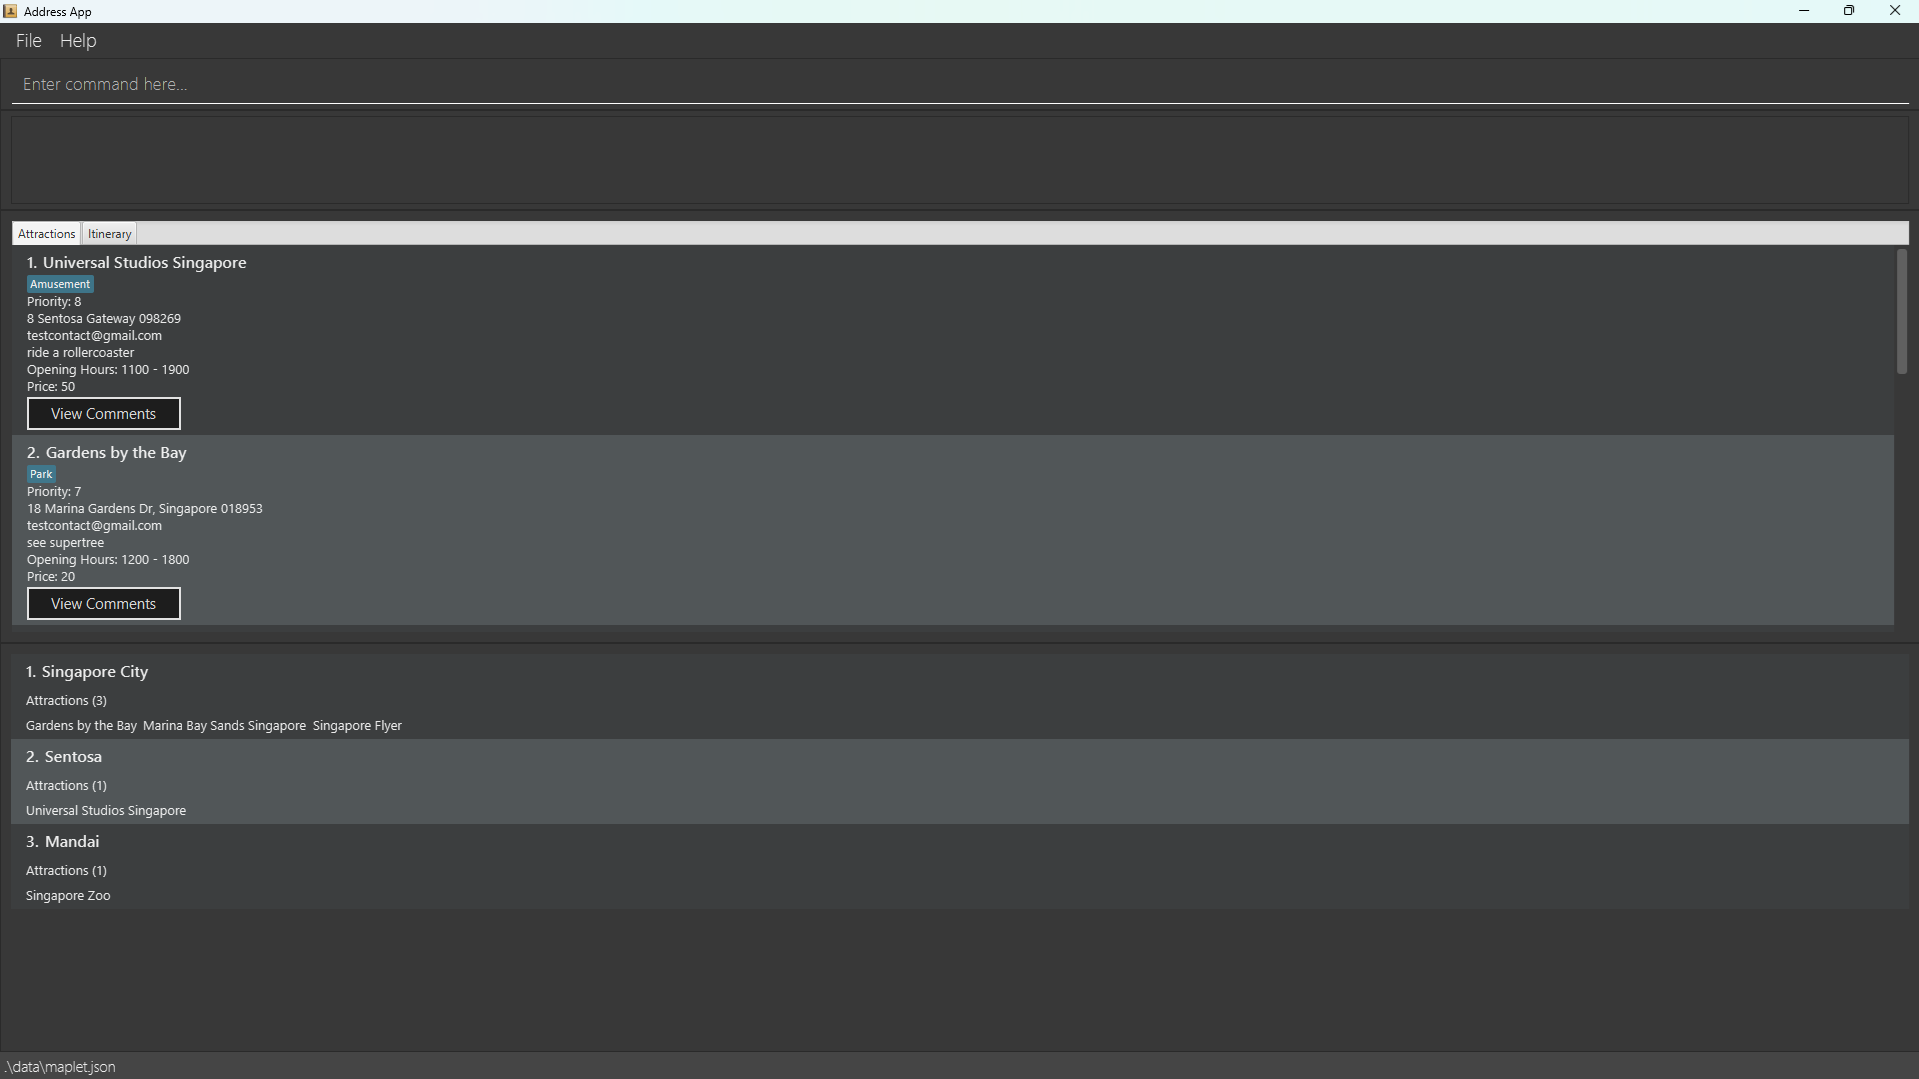 Address App
File Help
Enter command here...
Attractions Itinerary
1. Universal Studios Singapore
Amusement
Priority: 8
8 Sentosa Gateway 098269
testcontact@gmail.com
ride a rollercoaster
Opening Hours: 1100 - 1900
Price: 50
View Comments
2. Gardens by the Bay
Park
Priority: 7
18 Marina Gardens Dr, Singapore 018953
testcontact@gmail.com
see supertree
Opening Hours: 1200 - 1800
Price: 20
View Comments
1. Singapore City
Attractions (3)
Gardens by the Bay Marina Bay Sands Singapore Singapore Flyer
2. Sentosa
Attractions (1)
Universal Studios Singapore
3. Mandai
Attractions (1)
Singapore Zoo
.\data\maplet.json